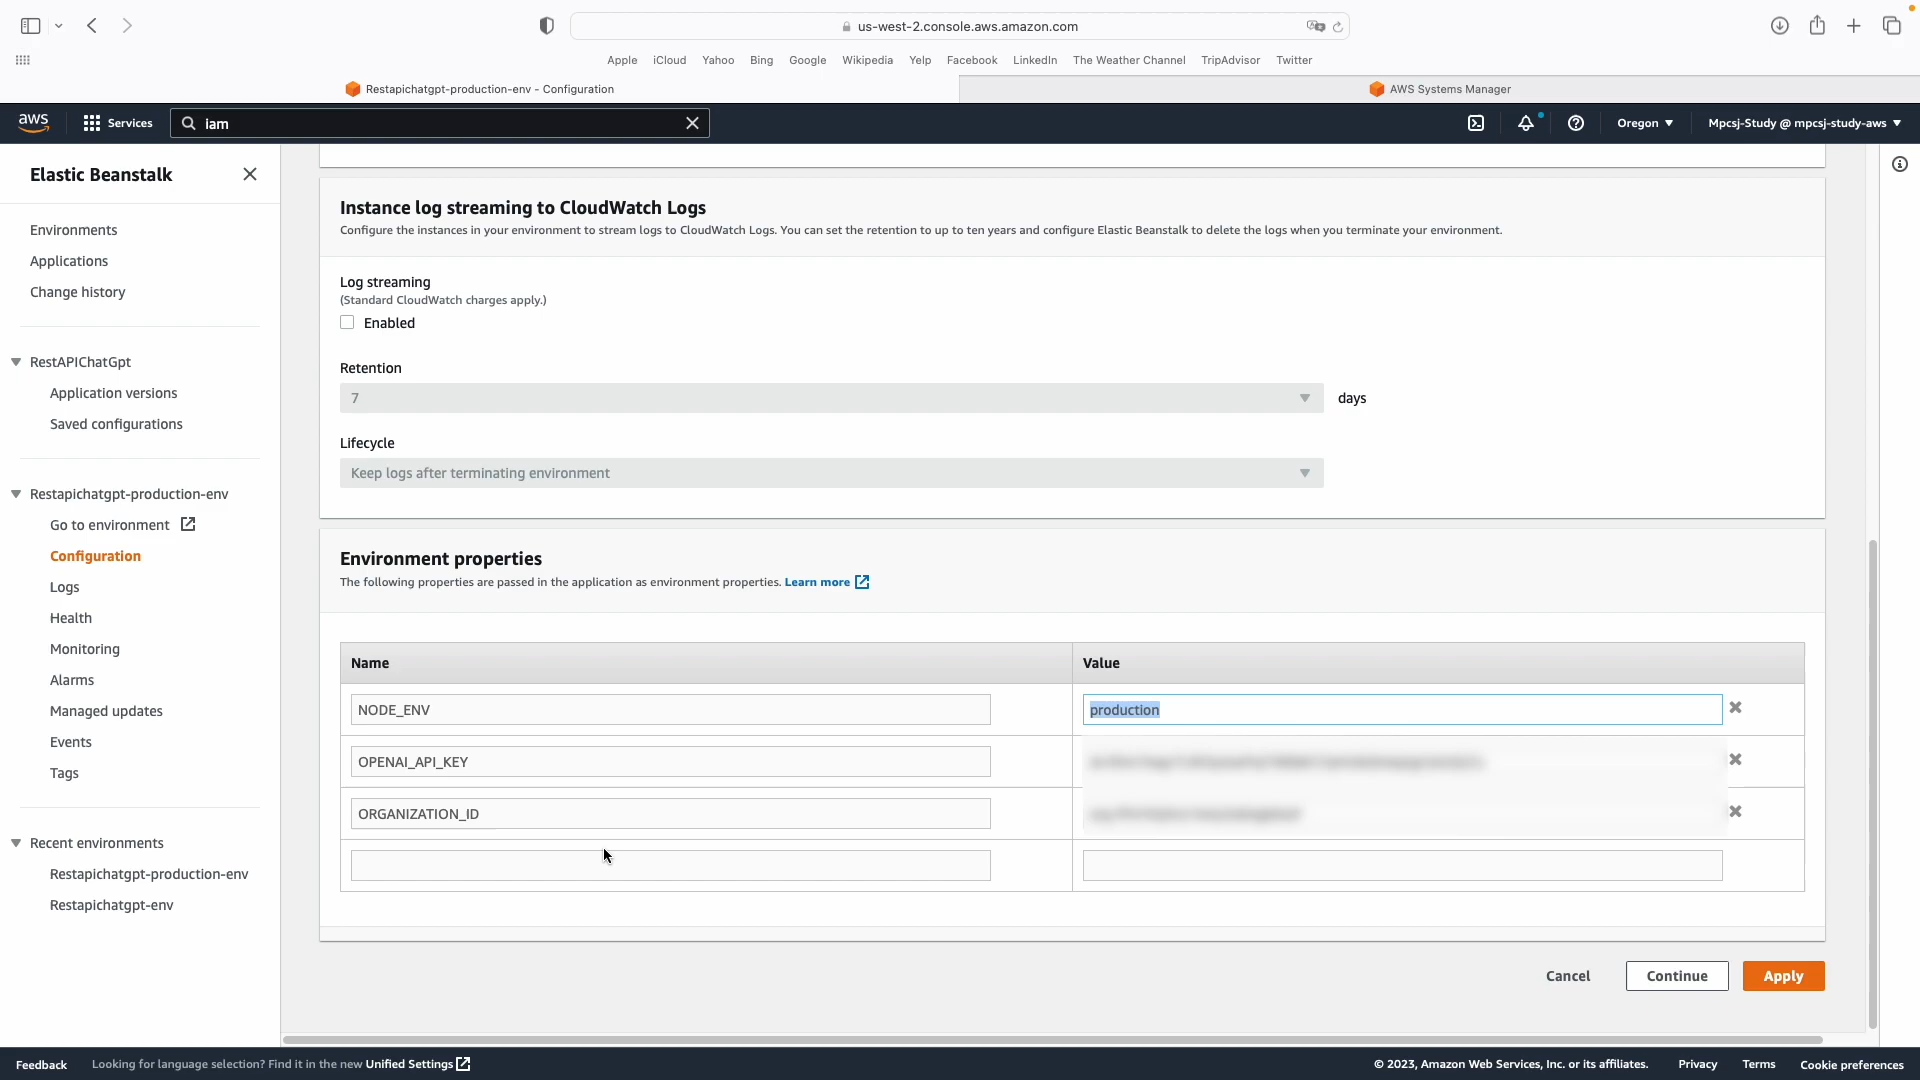 us-west-2.console.aws.amazon.com
Apple iCloud Yahoo Bing Google Wikipedia Yelp Facebook LinkedIn The Weather Channel TripAdvisor Twitter
Restapichatgpt-production-env - Configuration
AWS Systems Manager
aws
Services
iam
Oregon
Mpcsj-Study @ mpcsj-study-aws
Elastic Beanstalk
Environments
Applications
Change history
RestAPIChatGpt
Application versions
Saved configurations
Restapichatgpt-production-env
Go to environment
Configuration
Logs
Health
Monitoring
Alarms
Managed updates
Events
Tags
Recent environments
Restapichatgpt-production-env
Restapichatgpt-env
Instance log streaming to CloudWatch Logs
Configure the instances in your environment to stream logs to CloudWatch Logs. You can set the retention to up to ten years and configure Elastic Beanstalk to delete the logs when you terminate your environment.
Log streaming
(Standard CloudWatch charges apply.)
Enabled
Retention
7
days
Lifecycle
Keep logs after terminating environment
Environment properties
The following properties are passed in the application as environment properties. Learn more
Name Value
NODE_ENV production
OPENAI_API_KEY
ORGANIZATION_ID
Cancel Continue Apply
Feedback Looking for language selection? Find it in the new Unified Settings
© 2023, Amazon Web Services, Inc. or its affiliates. Privacy Terms Cookie preferences